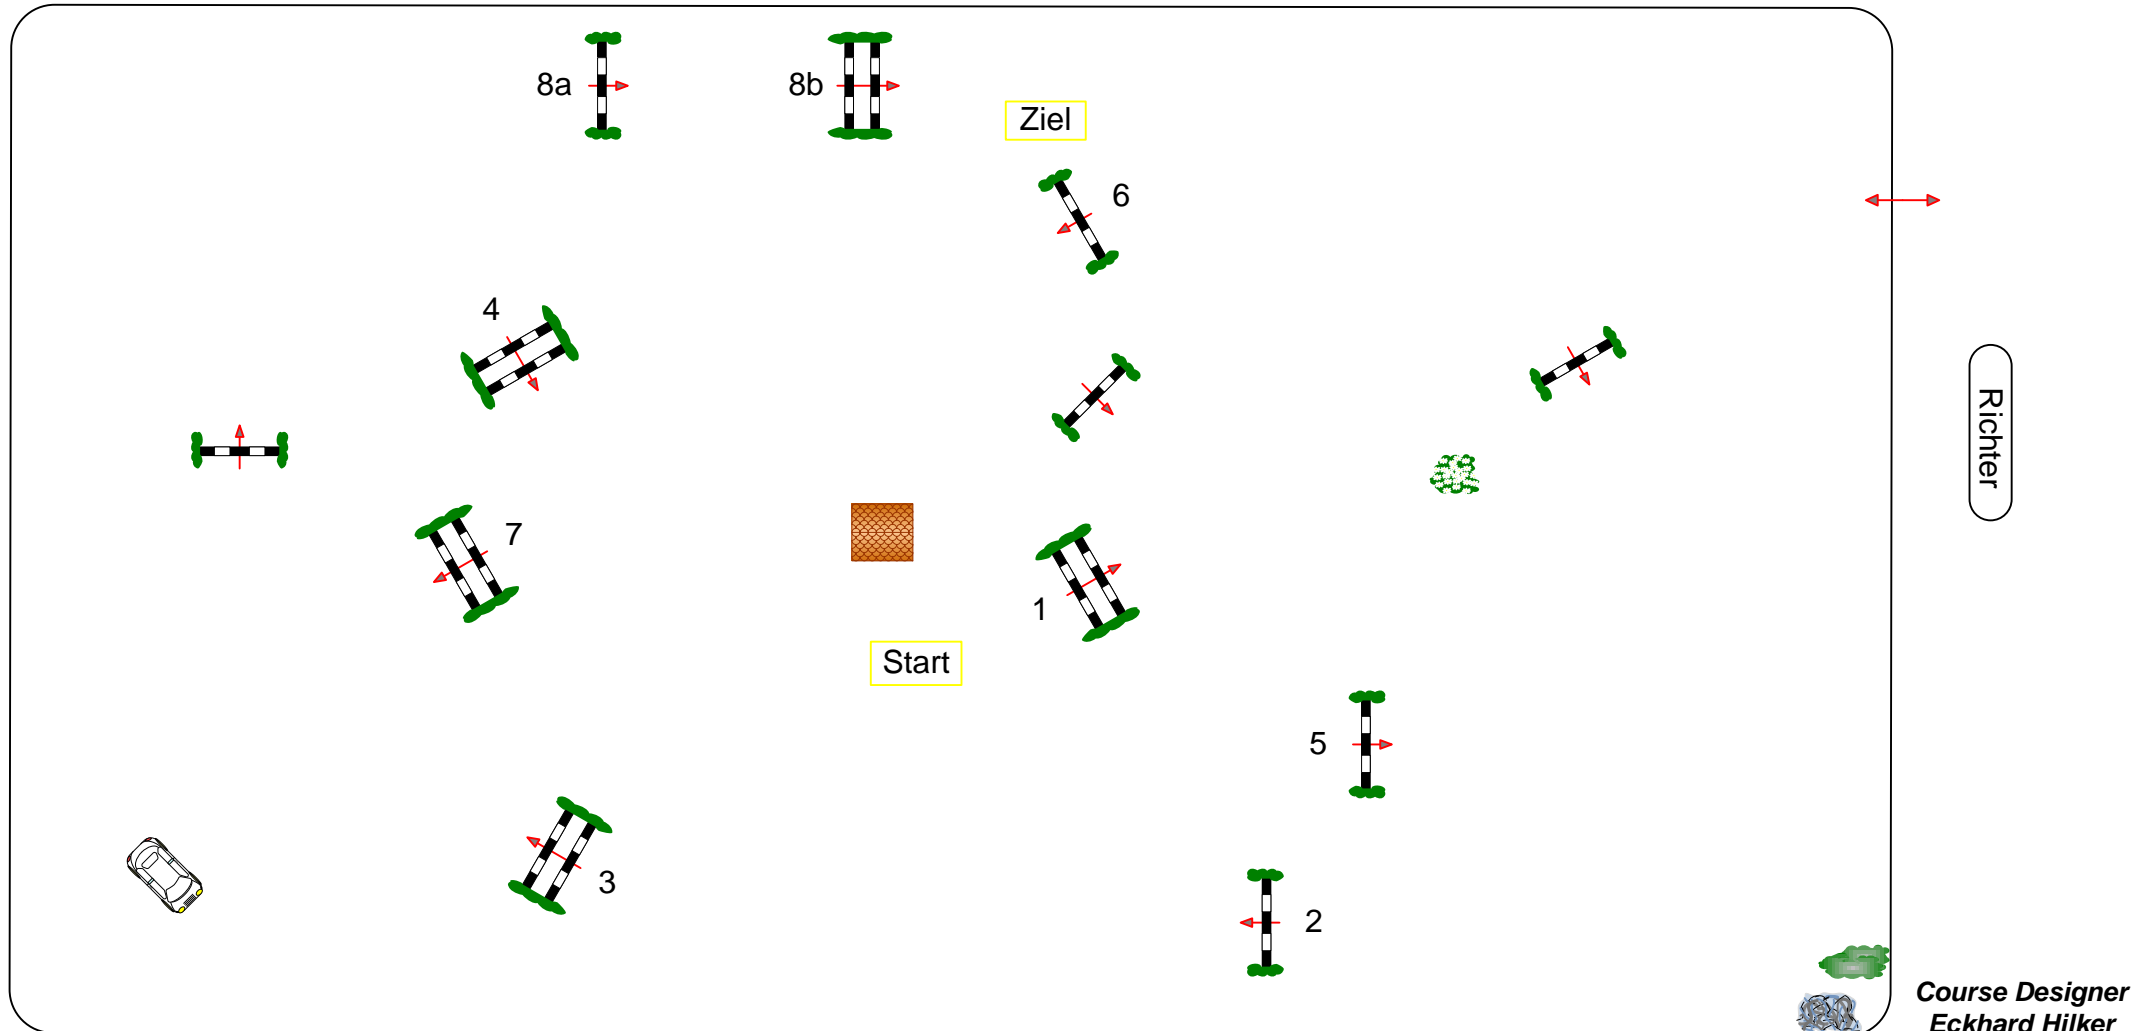 8a
8b
Ziel
6
4
7
Richter
1
Start
5
3
2
Course Designer
Eckhard Hilker